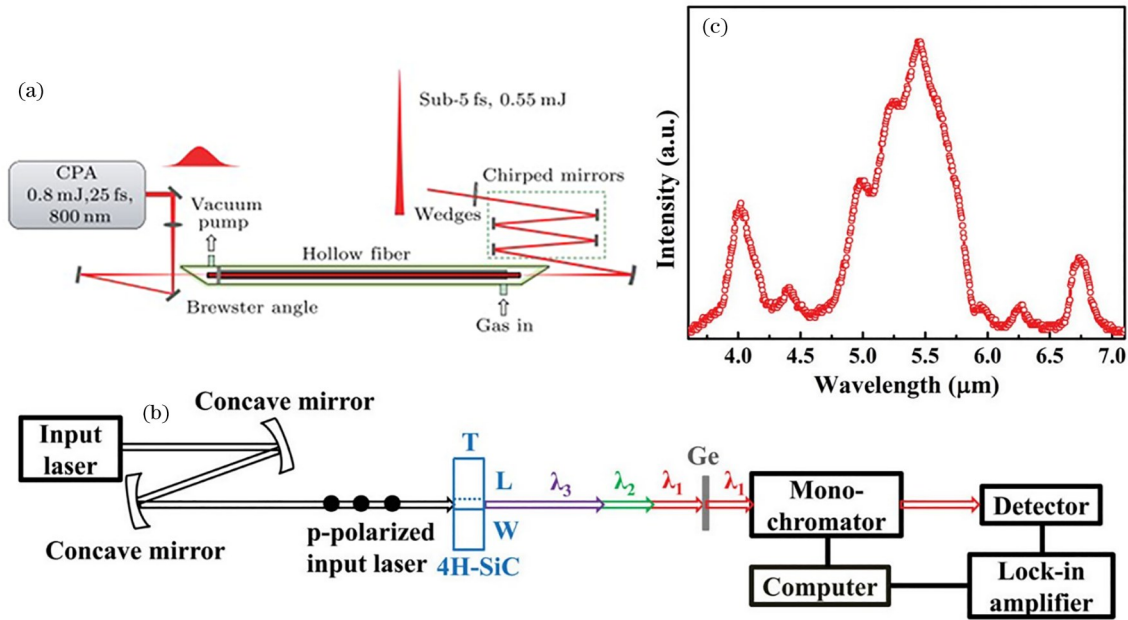 (a)
CPA
0.8 mJ,25 fs,
800 nm
Vacuum
pump
Brewster angle
Hollow fiber
Gas in
Sub-5 fs, 0.55 mJ
Chirped mirrors
Wedges
(c)
Intensity (a.u.)
4.0 4.5 5.0 5.5 6.0 6.5 7.0
Wavelength (μm)
(b)
Input
laser
Concave mirror
Concave mirror
p-polarized
input laser
T
L
W
4H-SiC
λ3
λ2
λ1
Ge
λ1
Mono-
chromator
Detector
Computer
Lock-in
amplifier